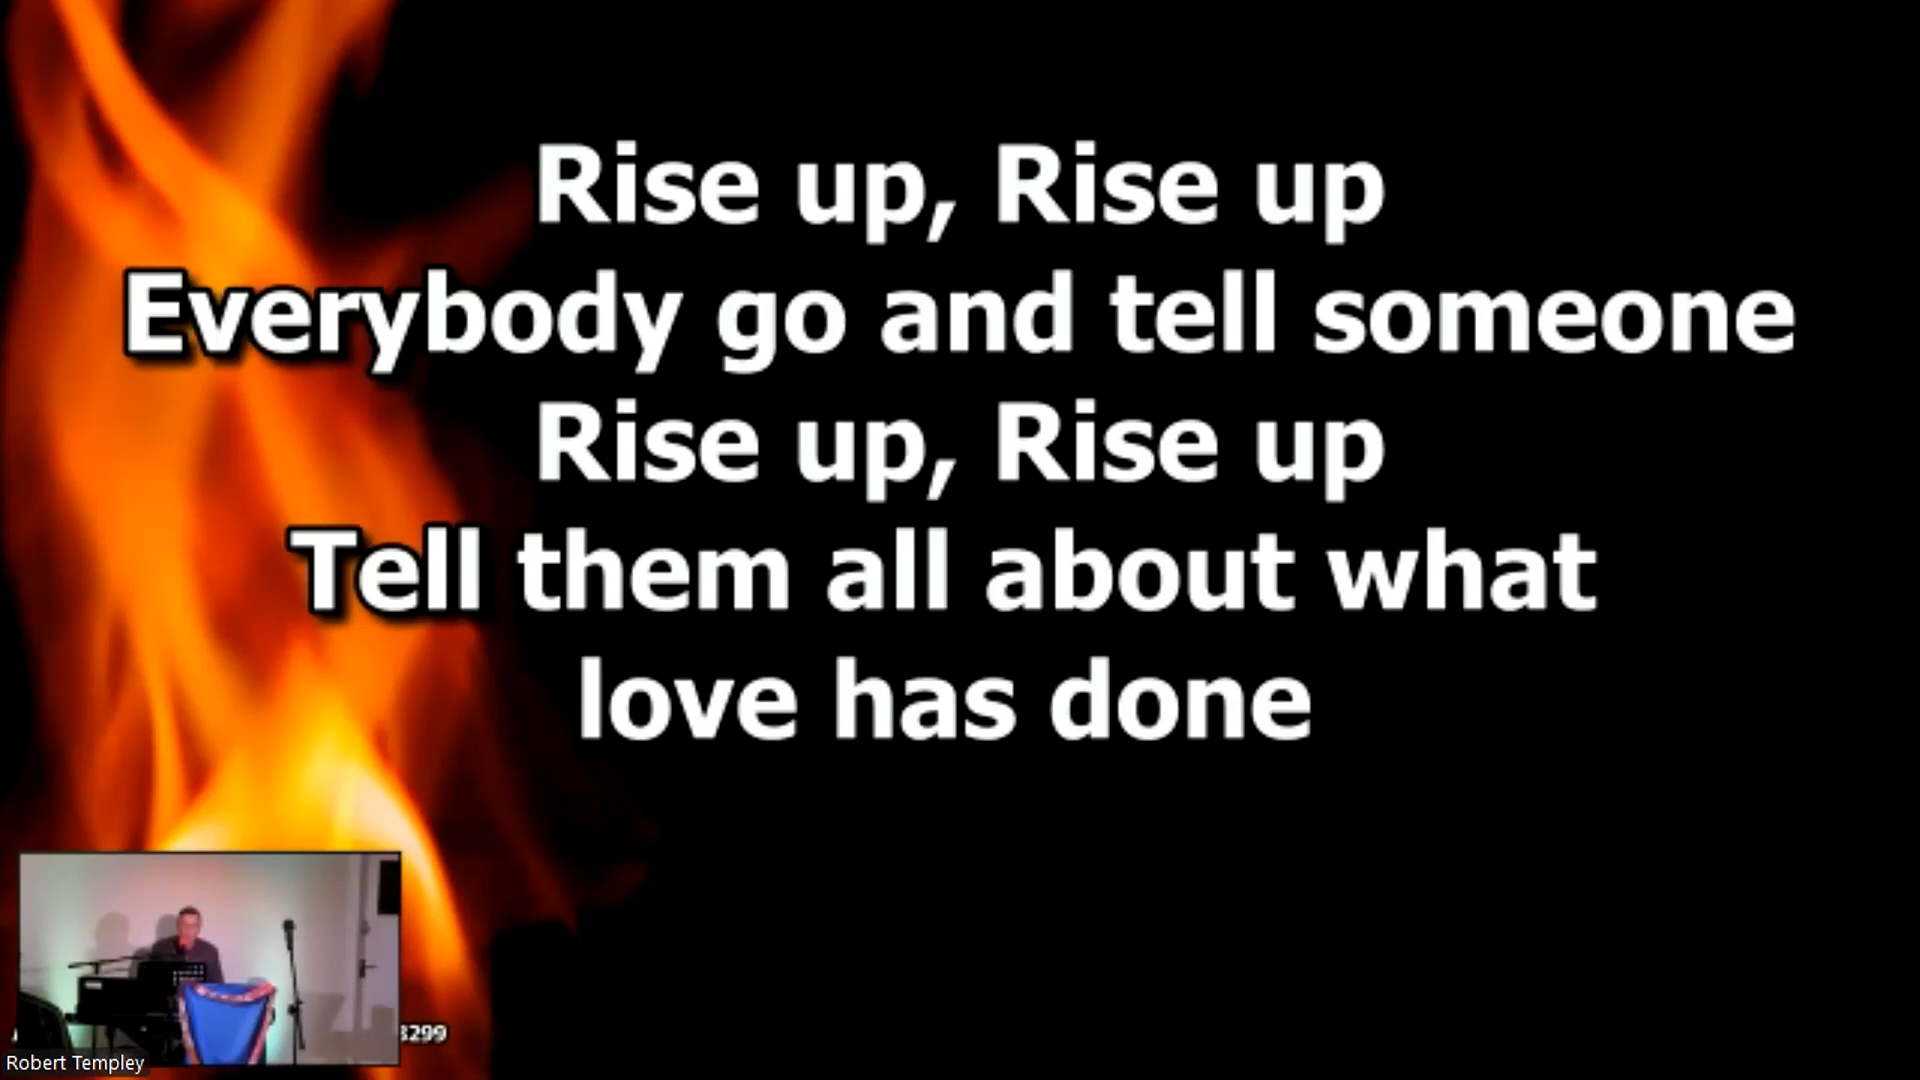 Rise up, Rise up
Everybody go and tell someone
Rise up, Rise up
Tell them all about what
love has done
3299
Robert Templey